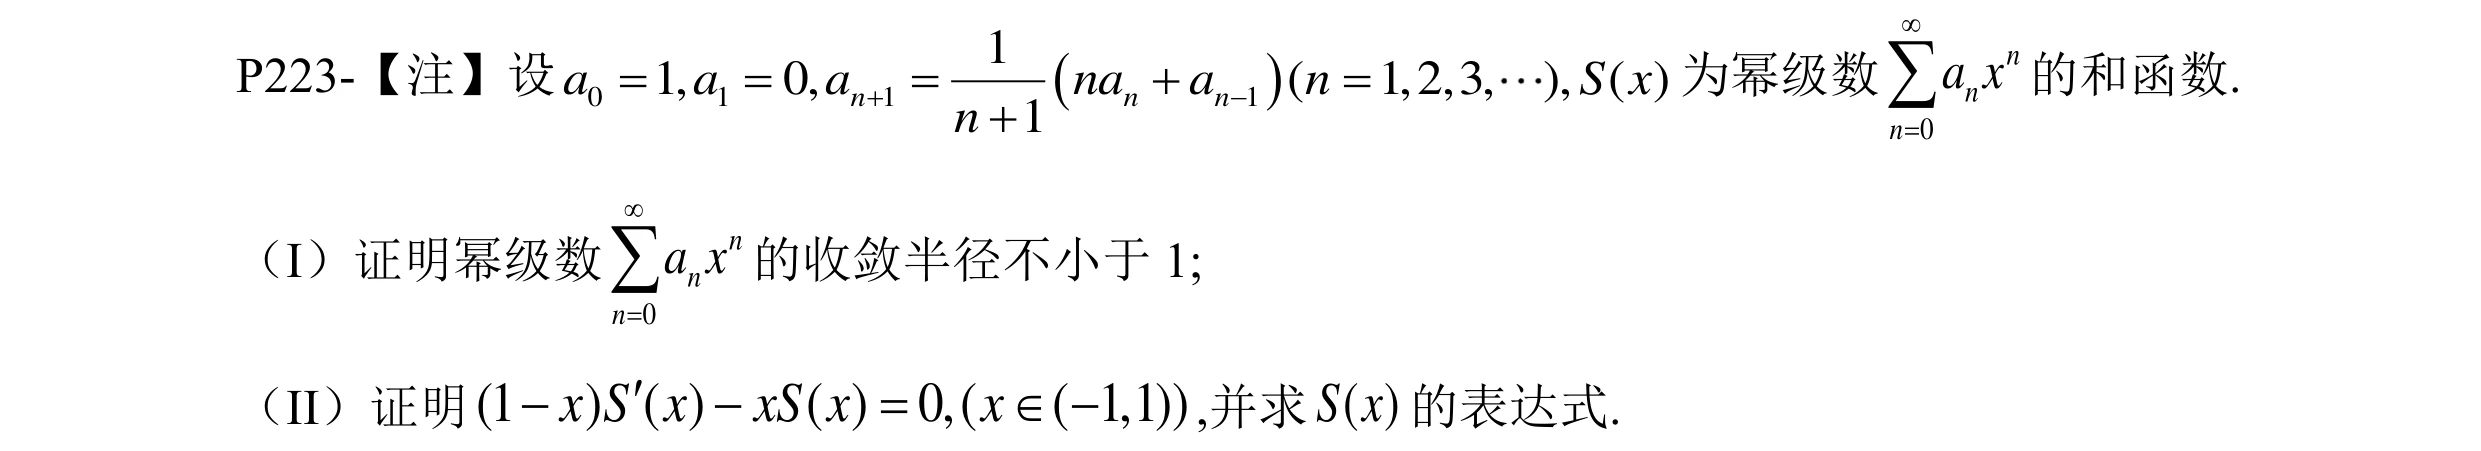 P223-【注】设 $a_0 = 1, a_1 = 0, a_{n+1} = \frac{1}{n+1}(na_n + a_{n-1})(n = 1,2,3,\cdots), S(x)$ 为幂级数 $\sum_{n=0}^{\infty} a_n x^n$ 的和函数.
（I）证明幂级数 $\sum_{n=0}^{\infty} a_n x^n$ 的收敛半径不小于 1;
（II）证明 $(1-x)S'(x) - xS(x) = 0, (x \in (-1,1))$ ,并求 $S(x)$ 的表达式.